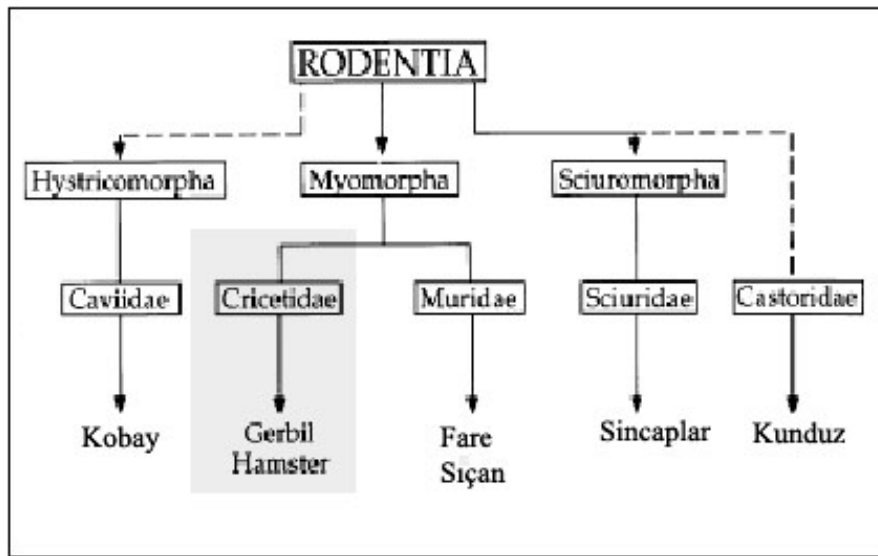 RODENTIA
Hystricomorpha
Myomorpha
Sciuromorpha
Caviidae
Cricetidae
Muridae
Sciuridae
Castoridae
Kobay
Gerbil
Hamster
Fare
Sıçan
Sincaplar
Kunduz